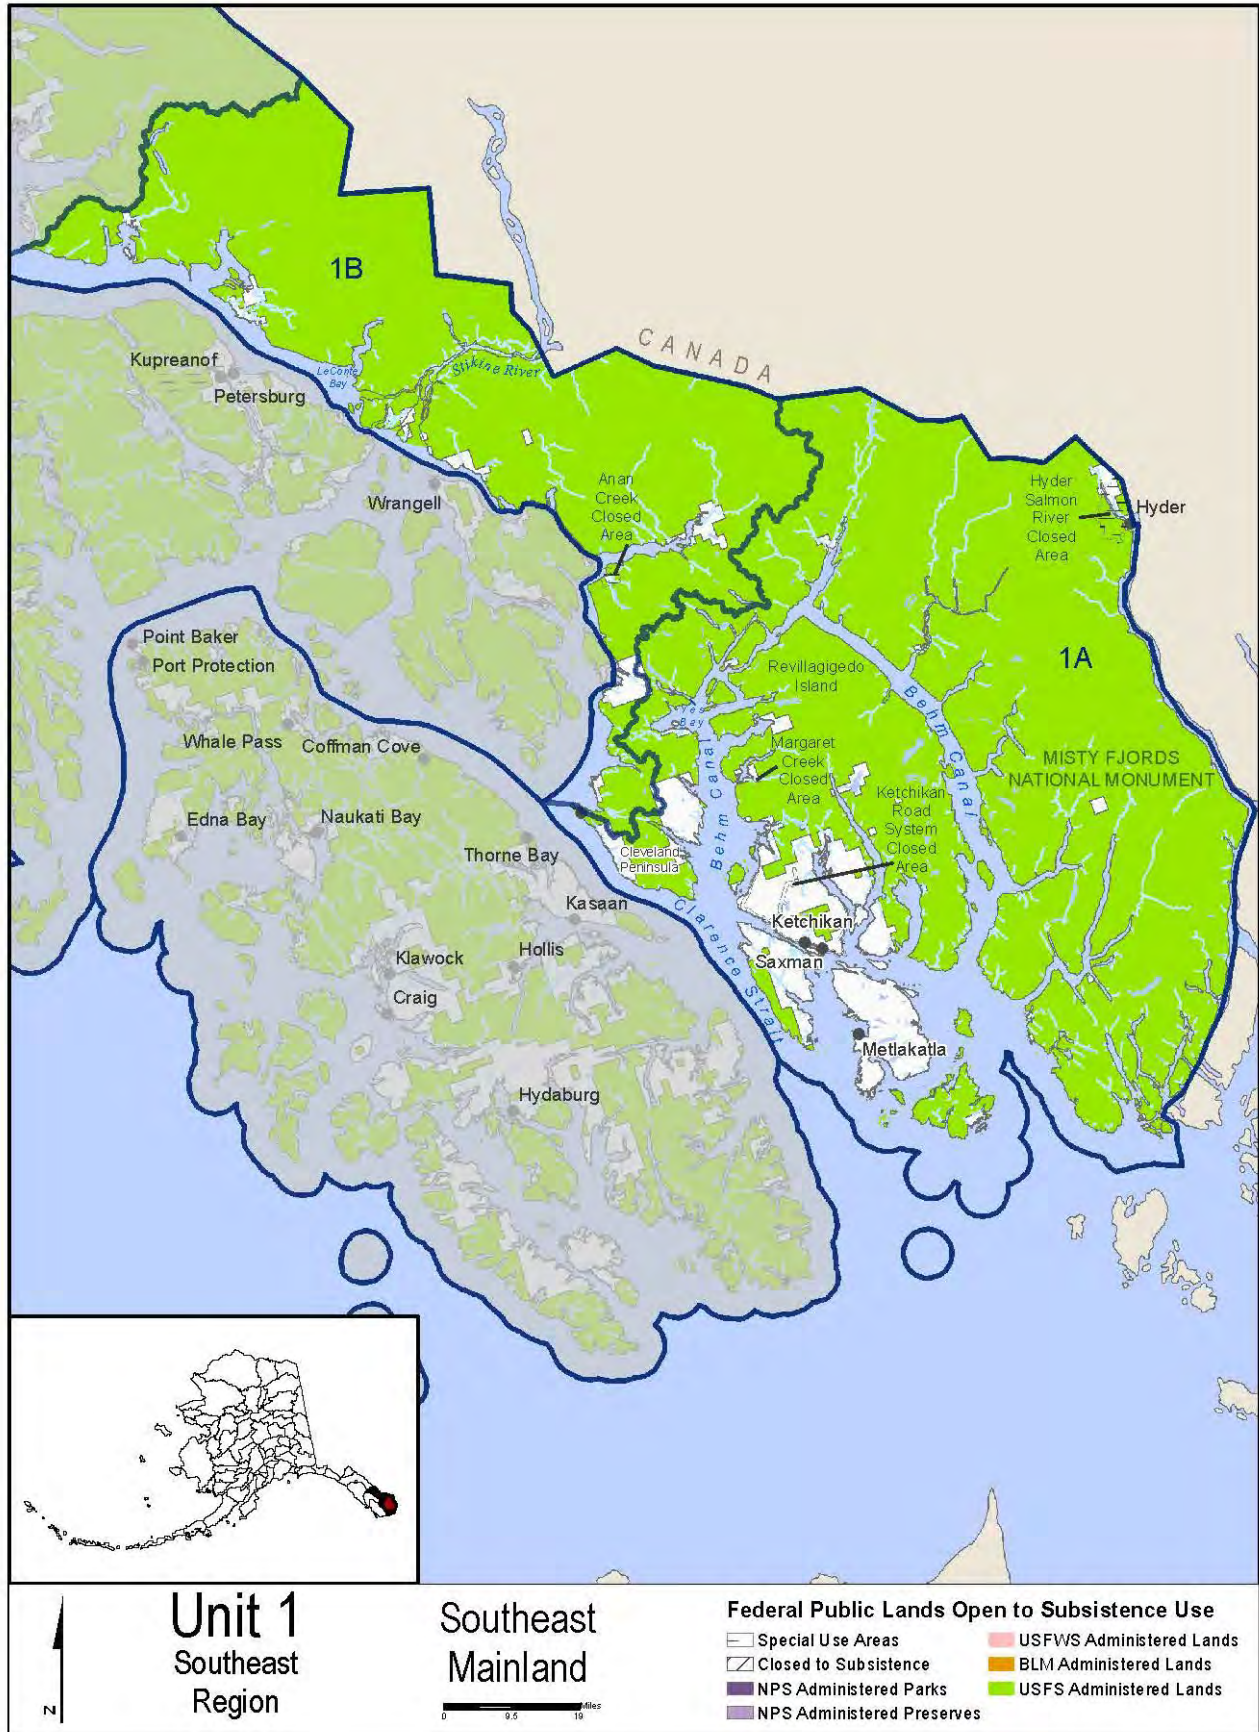 1B
CANADA
Kupreanof
LeConte
Bay
Stikine River
Petersburg
Wrangell
Anan
Creek
Closed
Area
Hyder
Salmon
River
Closed
Area
Hyder
Point Baker
Port Protection
1A
Revillagigedo
Island
Behm Canal
Yes
Bay
Whale Pass
Coffman Cove
Margaret
Creek
Closed
Area
MISTY FJORDS
NATIONAL MONUMENT
Behm Canal
Ketchikan
Road
System
Closed
Area
Edna Bay
Naukati Bay
Thorne Bay
Cleveland
Peninsula
Kasaan
Clarence Strait
Ketchikan
Klawock
Hollis
Saxman
Craig
Metlakatla
Hydaburg
N
Unit 1
Southeast
Region
Southeast
Mainland
Miles
0 9.5 19
Federal Public Lands Open to Subsistence Use
Special Use Areas
Closed to Subsistence
NPS Administered Parks
NPS Administered Preserves
USFWS Administered Lands
BLM Administered Lands
USFS Administered Lands